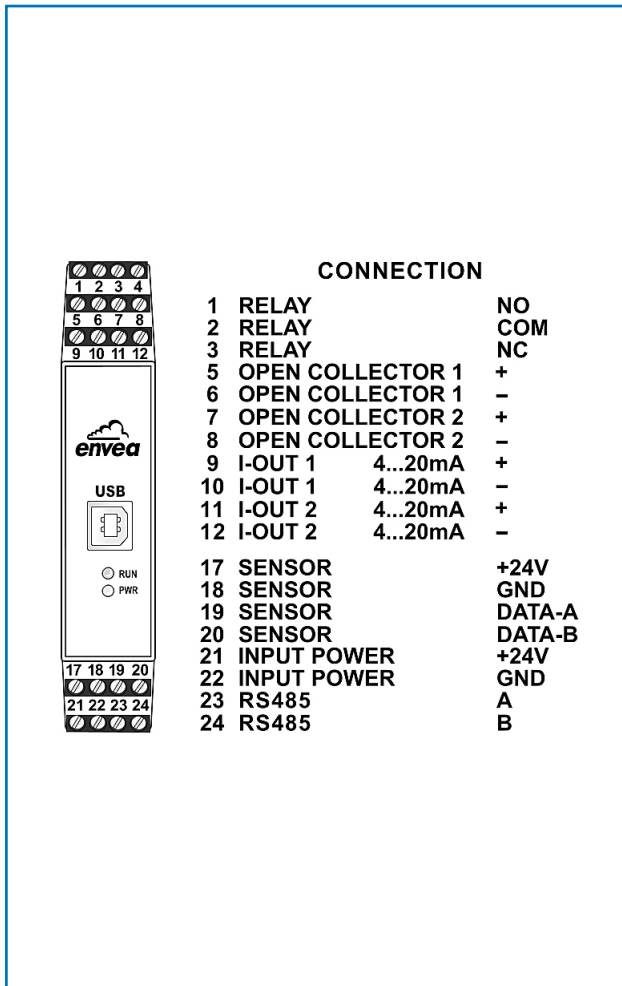 1 2 3 4
5 6 7 8
9 10 11 12
envea
USB
RUN
PWR
17 18 19 20
21 22 23 24
CONNECTION
1 RELAY NO
2 RELAY COM
3 RELAY NC
5 OPEN COLLECTOR 1 +
6 OPEN COLLECTOR 1 –
7 OPEN COLLECTOR 2 +
8 OPEN COLLECTOR 2 –
9 I-OUT 1 4...20mA +
10 I-OUT 1 4...20mA –
11 I-OUT 2 4...20mA +
12 I-OUT 2 4...20mA –
17 SENSOR +24V
18 SENSOR GND
19 SENSOR DATA-A
20 SENSOR DATA-B
21 INPUT POWER +24V
22 INPUT POWER GND
23 RS485 A
24 RS485 B